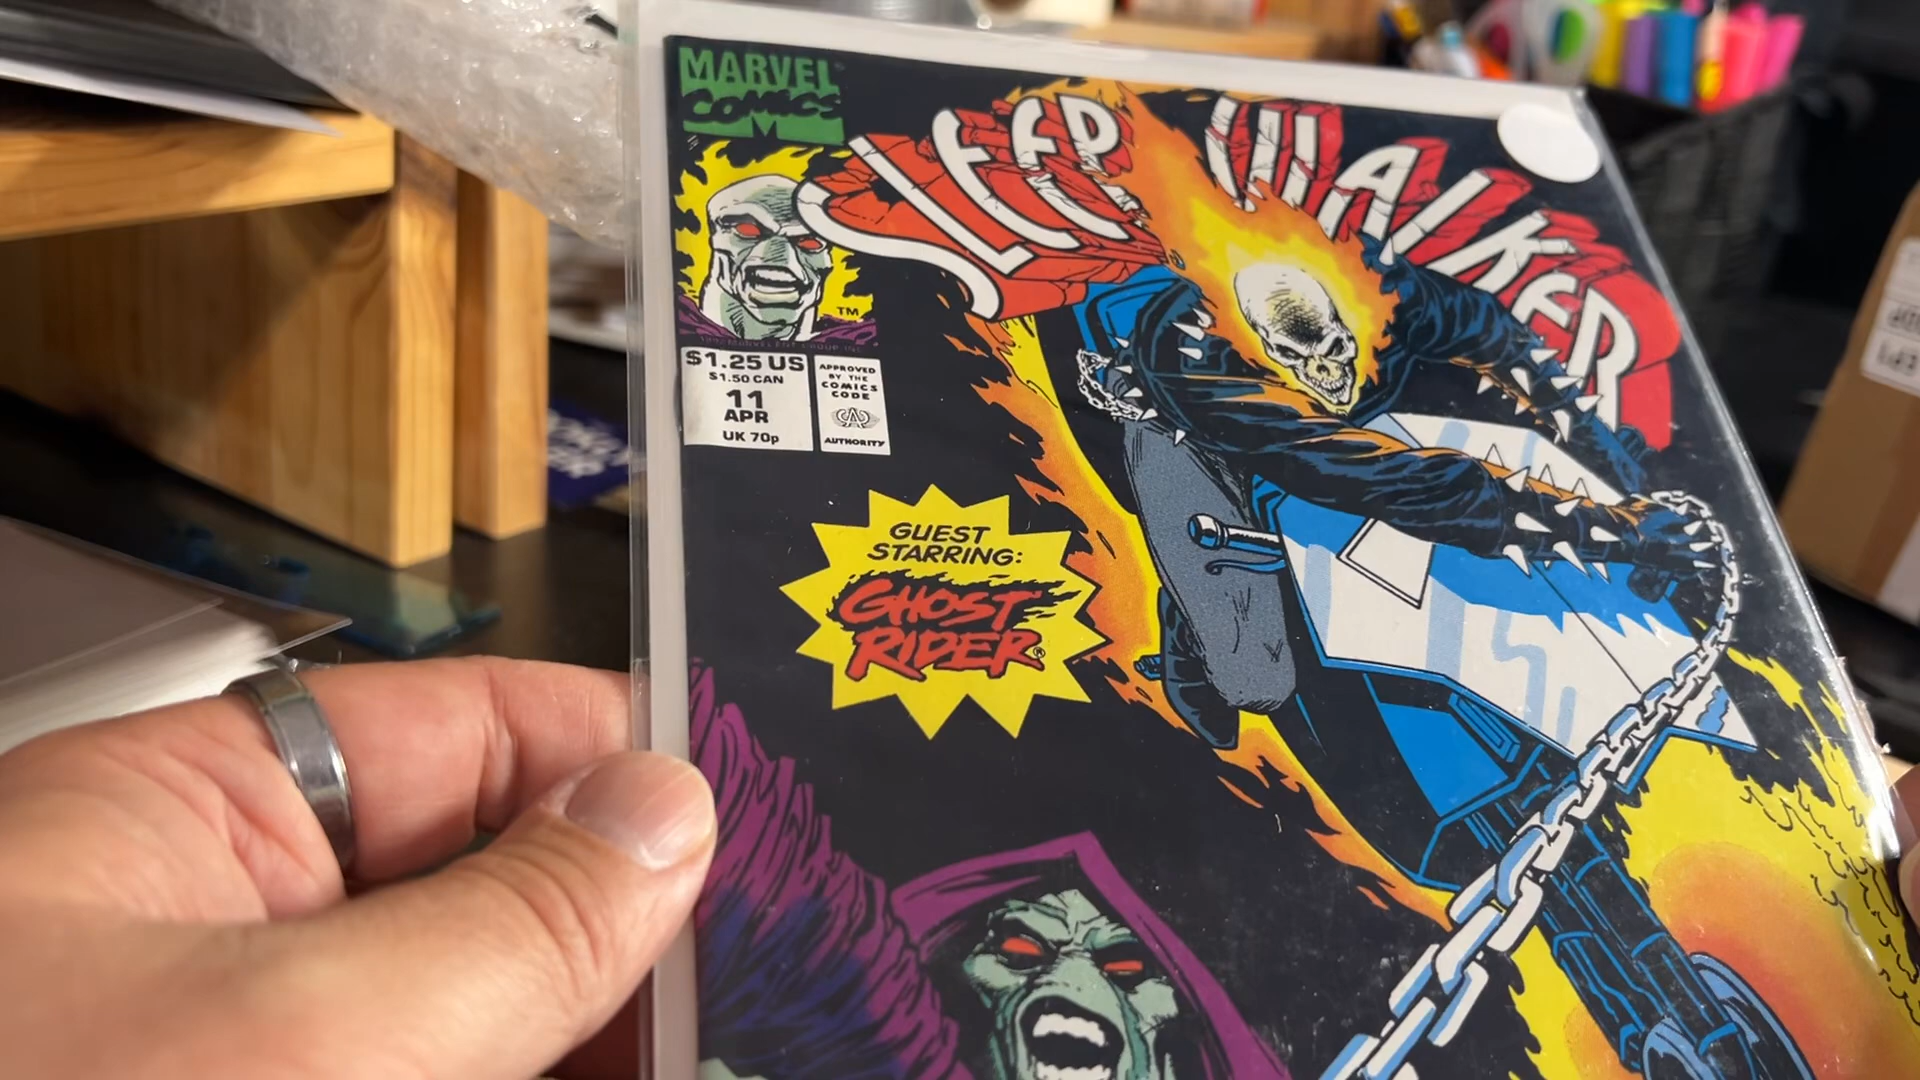 MARVEL
COMICS
SLEEPWALKER
TM
$1.25 US
$1.50 CAN
11
APR
UK 70p
APPROVED
BY THE
COMICS
CODE
AUTHORITY
GUEST
STARRING:
GHOST
RIDER®